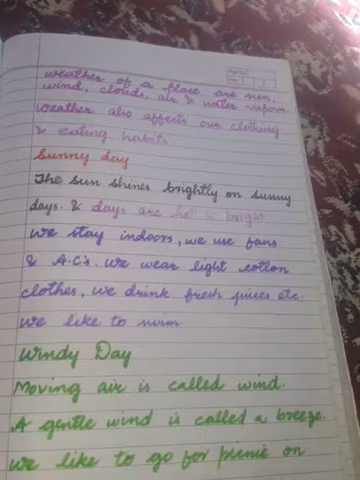 weather of a place are sun,
wind, clouds, air & water vapour
weather also affects our clothing
& eating habits
Sunny day
The sun shines brightly on sunny
days. & days are hot & bright
We stay indoors, we use fans
& A.C's. We wear light cotton
clothes, we drink fresh juices etc.
We like to swim
Windy Day
Moving air is called wind.
A gentle wind is called a breeze.
We like to go for picnic on